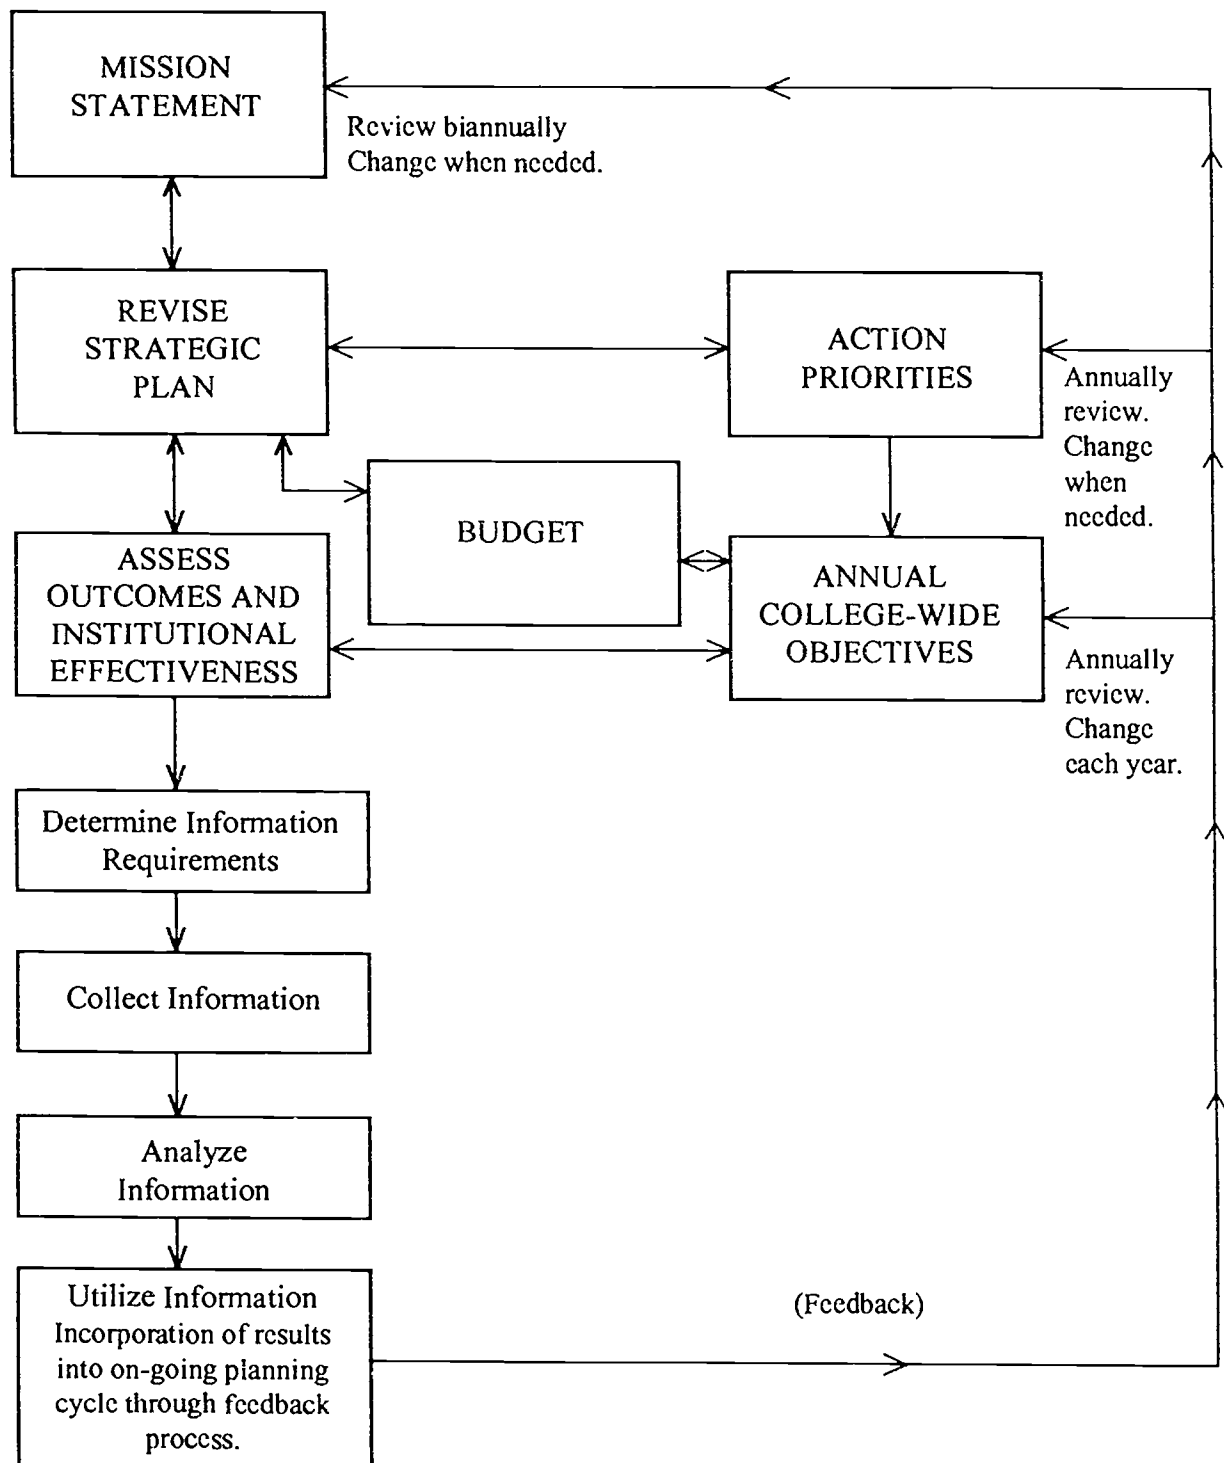 MISSION
STATEMENT
Review biannually
Change when needed.
REVISE
STRATEGIC
PLAN
ACTION
PRIORITIES
Annually
review.
Change
when
needed.
BUDGET
ASSESS
OUTCOMES AND
INSTITUTIONAL
EFFECTIVENESS
ANNUAL
COLLEGE-WIDE
OBJECTIVES
Annually
review.
Change
each year.
Determine Information
Requirements
Collect Information
Analyze
Information
Utilize Information
Incorporation of results
into on-going planning
cycle through feedback
process.
(Feedback)